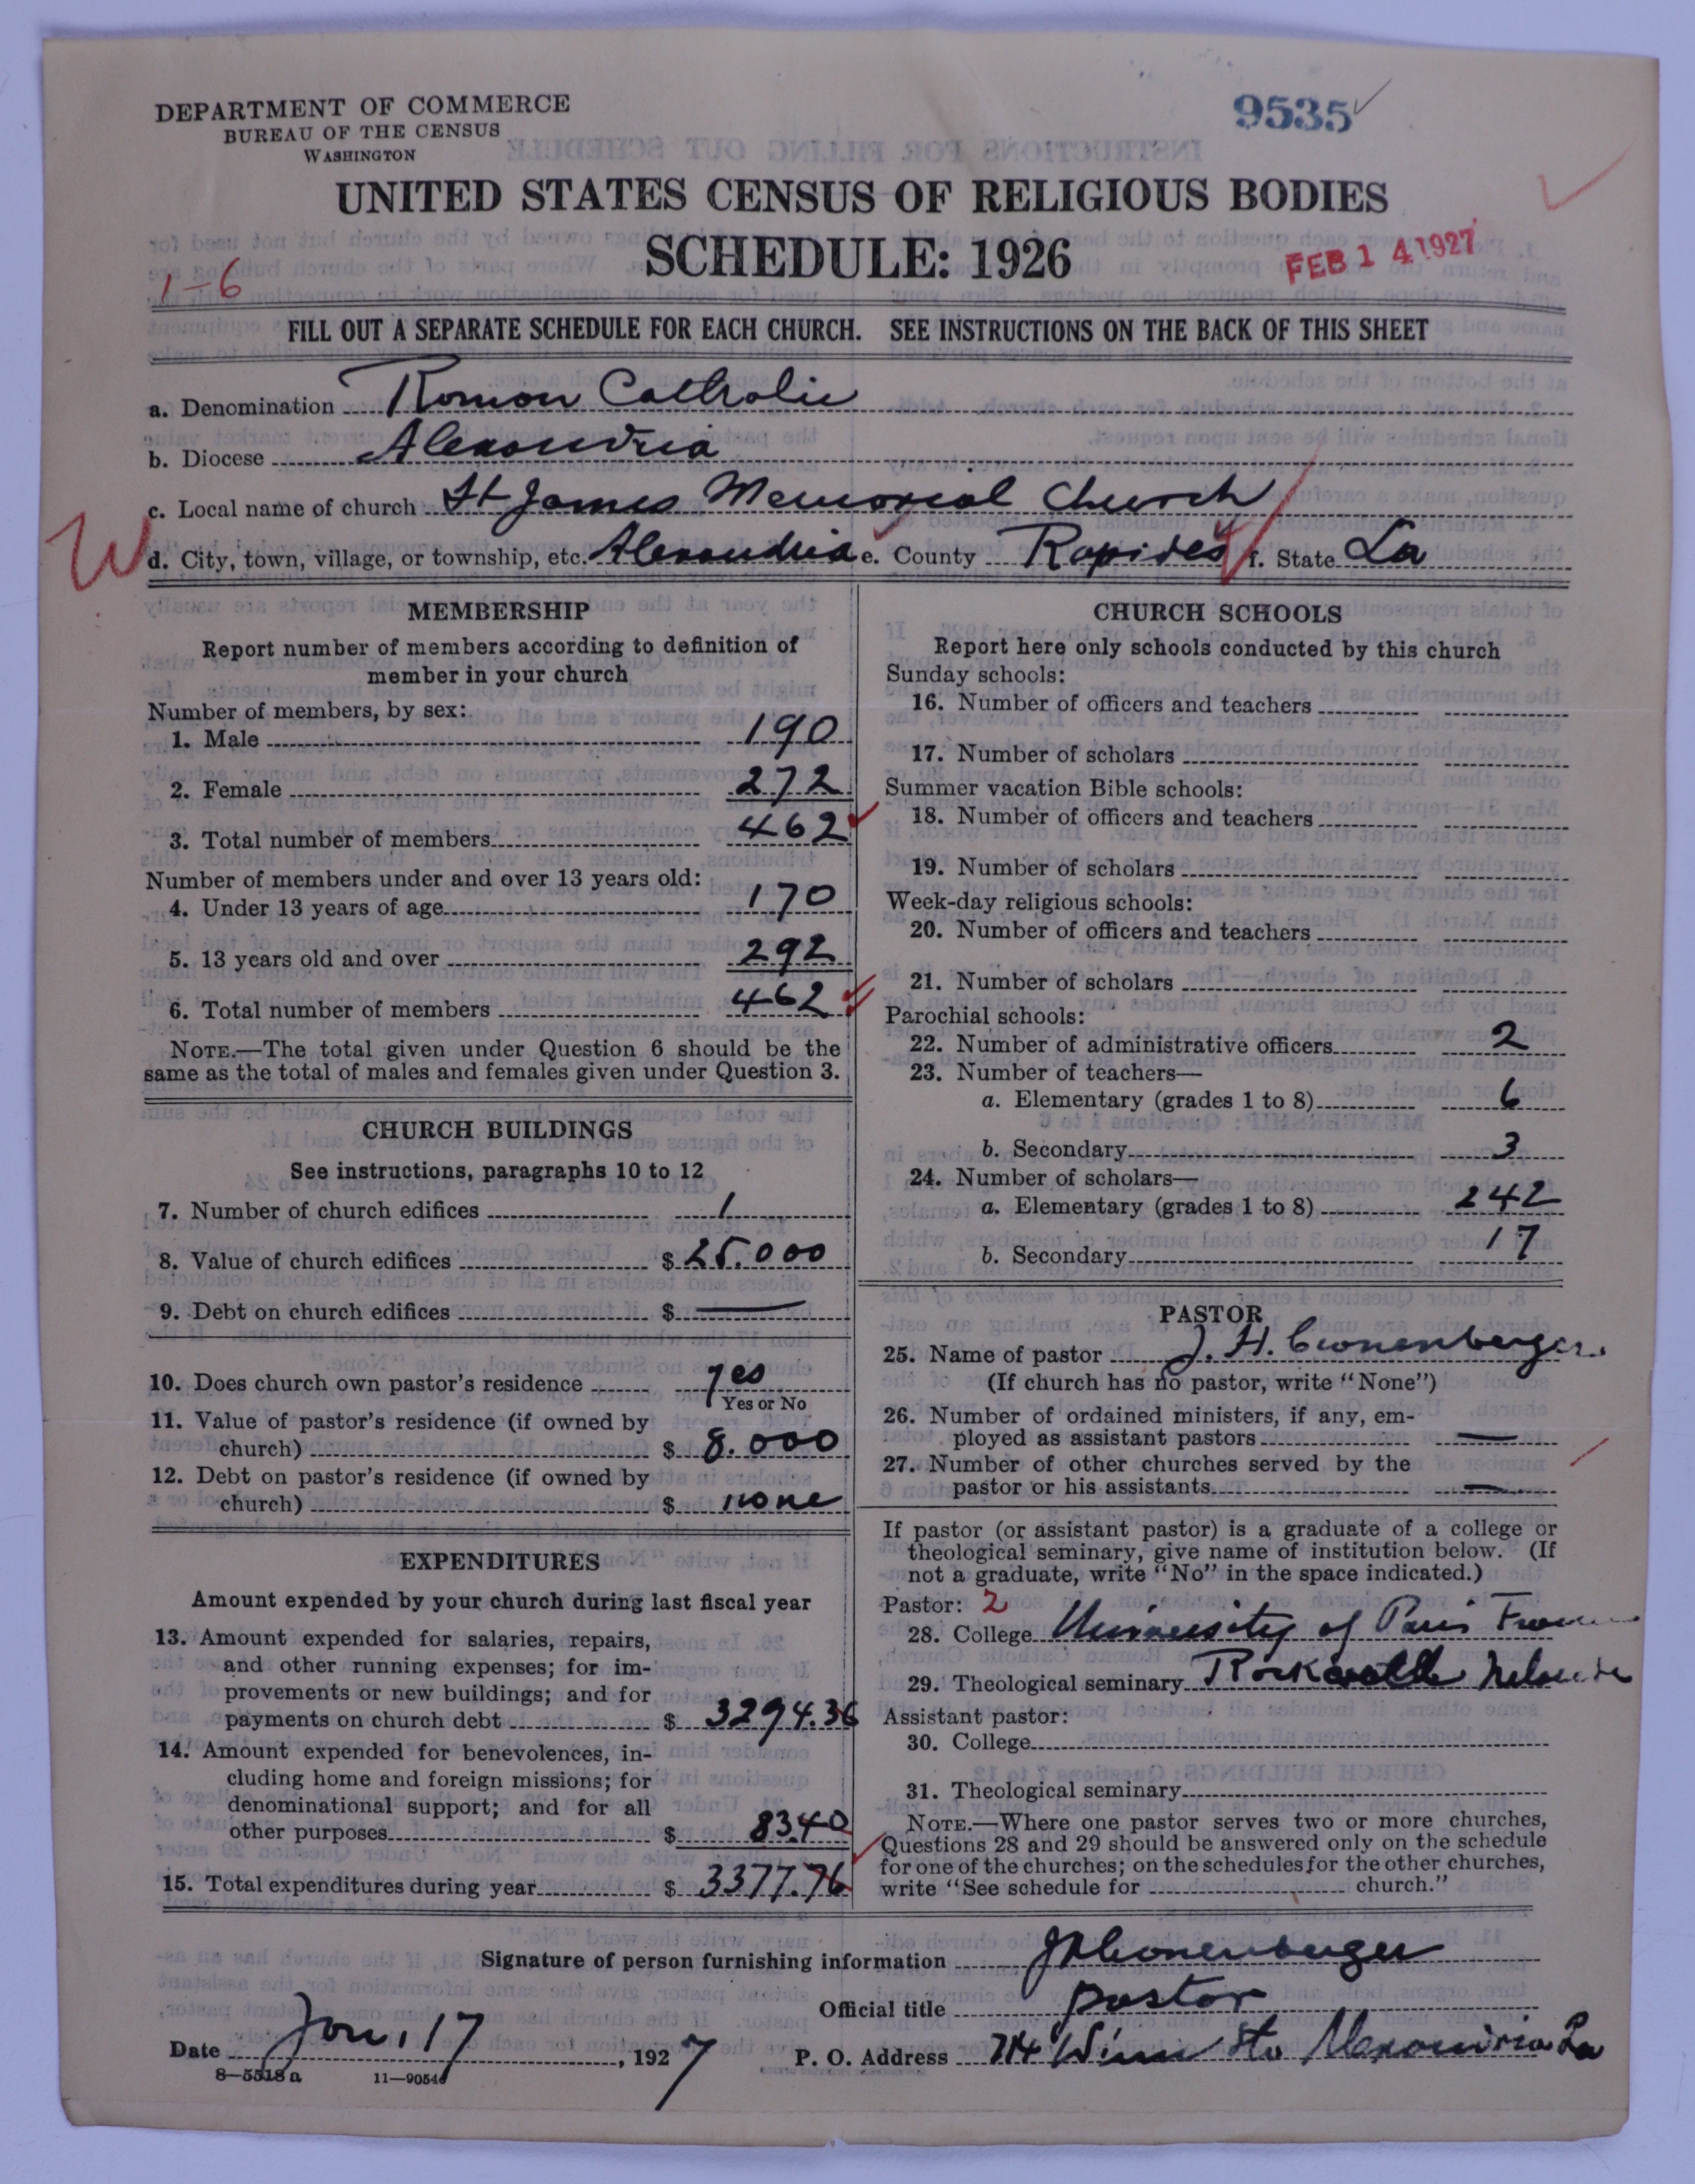 DEPARTMENT OF COMMERCE
BUREAU OF THE CENSUS
WASHINGTON
9535
UNITED STATES CENSUS OF RELIGIOUS BODIES
SCHEDULE: 1926
FEB 14 1927
1-6
FILL OUT A SEPARATE SCHEDULE FOR EACH CHURCH. SEE INSTRUCTIONS ON THE BACK OF THIS SHEET
a. Denomination Roman Catholic
b. Diocese Alexandria
c. Local name of church St James Memorial Church
W
d. City, town, village, or township, etc. Alexandria e. County Rapides f. State La
MEMBERSHIP
Report number of members according to definition of
member in your church
Number of members, by sex:
1. Male 190
2. Female 272
3. Total number of members 462
Number of members under and over 13 years old:
4. Under 13 years of age 170
5. 13 years old and over 292
6. Total number of members 462
NOTE.—The total given under Question 6 should be the
same as the total of males and females given under Question 3.
CHURCH BUILDINGS
See instructions, paragraphs 10 to 12
7. Number of church edifices 1
8. Value of church edifices $ 25.000
9. Debt on church edifices $ —
10. Does church own pastor's residence yes
Yes or No
11. Value of pastor's residence (if owned by
church) $ 8.000
12. Debt on pastor's residence (if owned by
church) $ none
EXPENDITURES
Amount expended by your church during last fiscal year
13. Amount expended for salaries, repairs,
and other running expenses; for im-
provements or new buildings; and for
payments on church debt $ 3294.36
14. Amount expended for benevolences, in-
cluding home and foreign missions; for
denominational support; and for all
other purposes $ 83.40
15. Total expenditures during year $ 3377.76
CHURCH SCHOOLS
Report here only schools conducted by this church
Sunday schools:
16. Number of officers and teachers
17. Number of scholars
Summer vacation Bible schools:
18. Number of officers and teachers
19. Number of scholars
Week-day religious schools:
20. Number of officers and teachers
21. Number of scholars
Parochial schools:
22. Number of administrative officers 2
23. Number of teachers—
a. Elementary (grades 1 to 8) 6
b. Secondary 3
24. Number of scholars—
a. Elementary (grades 1 to 8) 242
b. Secondary 17
PASTOR
25. Name of pastor J. H. Cronenberger
(If church has no pastor, write "None")
26. Number of ordained ministers, if any, em-
ployed as assistant pastors —
27. Number of other churches served by the
pastor or his assistants —
If pastor (or assistant pastor) is a graduate of a college or
theological seminary, give name of institution below. (If
not a graduate, write "No" in the space indicated.)
Pastor: 2
28. College University of Paris
29. Theological seminary
Assistant pastor:
30. College
31. Theological seminary
NOTE.—Where one pastor serves two or more churches,
Questions 28 and 29 should be answered only on the schedule
for one of the churches; on the schedules for the other churches,
write "See schedule for church."
Signature of person furnishing information JHCronenberger
Official title pastor
Date Jan. 17, 1927 P. O. Address 714 Winn St. Alexandria La
8—5518a 11—9054